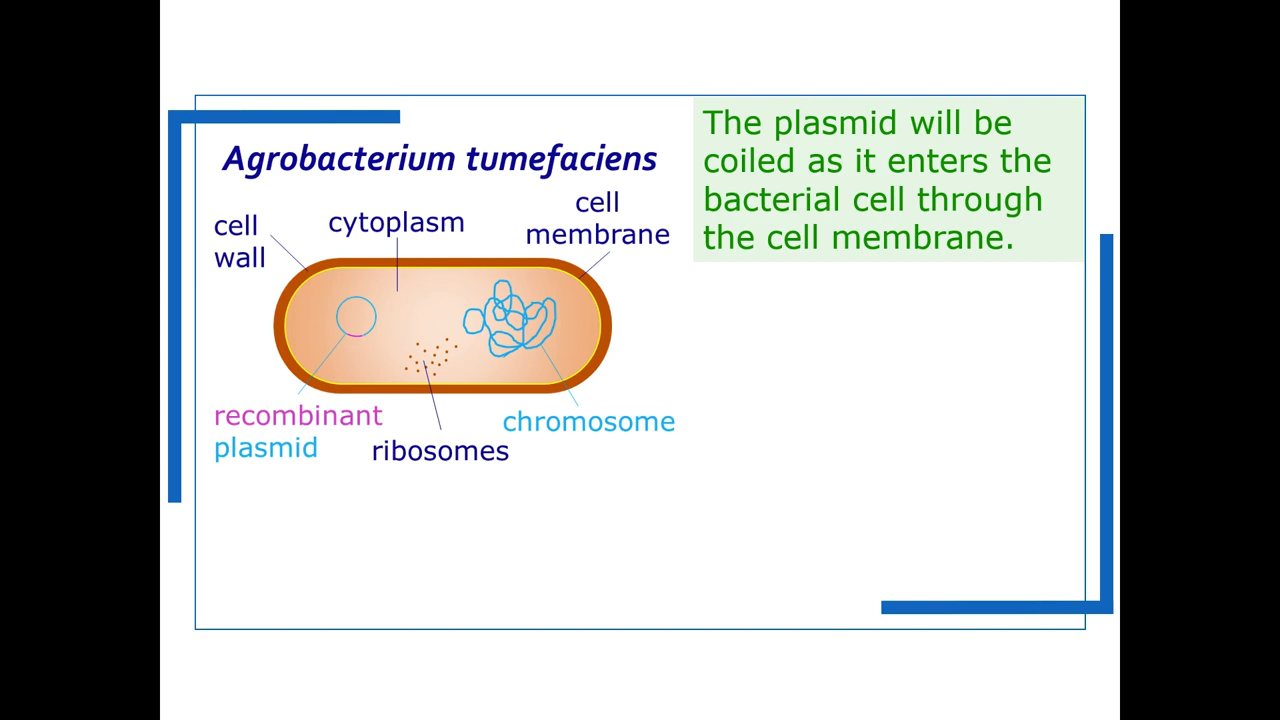 Agrobacterium tumefaciens
cell
wall
cytoplasm
cell
membrane
recombinant
plasmid
ribosomes
chromosome
The plasmid will be
coiled as it enters the
bacterial cell through
the cell membrane.